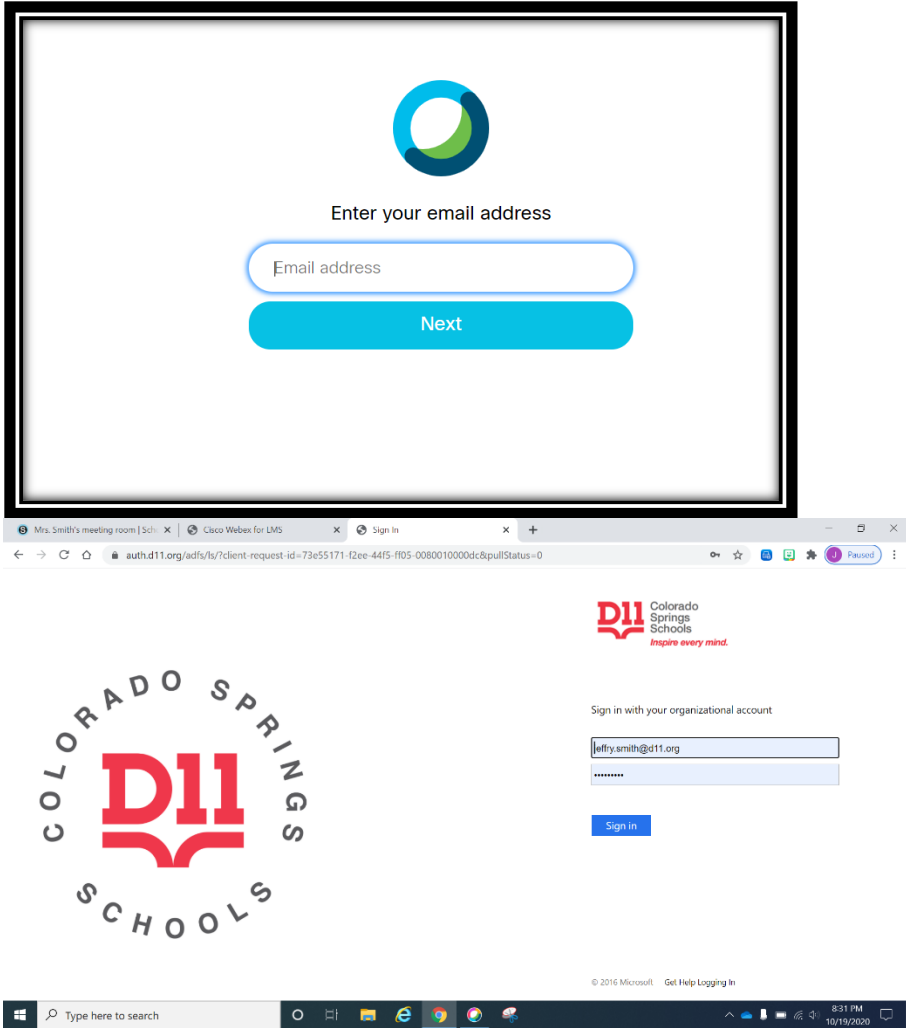 Enter your email address
Email address
Next
Mrs. Smith's meeting room | Scho
Cisco Webex for LMS
Sign In
auth.d11.org/adfs/ls/?client-request-id=73e55171-f2ee-44f5-ff05-0080010000dc&pullStatus=0
J Paused
D11 Colorado
Springs
Schools
Inspire every mind.
COLORADO SPRINGS
D11
SCHOOLS
Sign in with your organizational account
jeffry.smith@d11.org
•••••••••
Sign in
© 2016 Microsoft Get Help Logging In
Type here to search
8:31 PM
10/19/2020